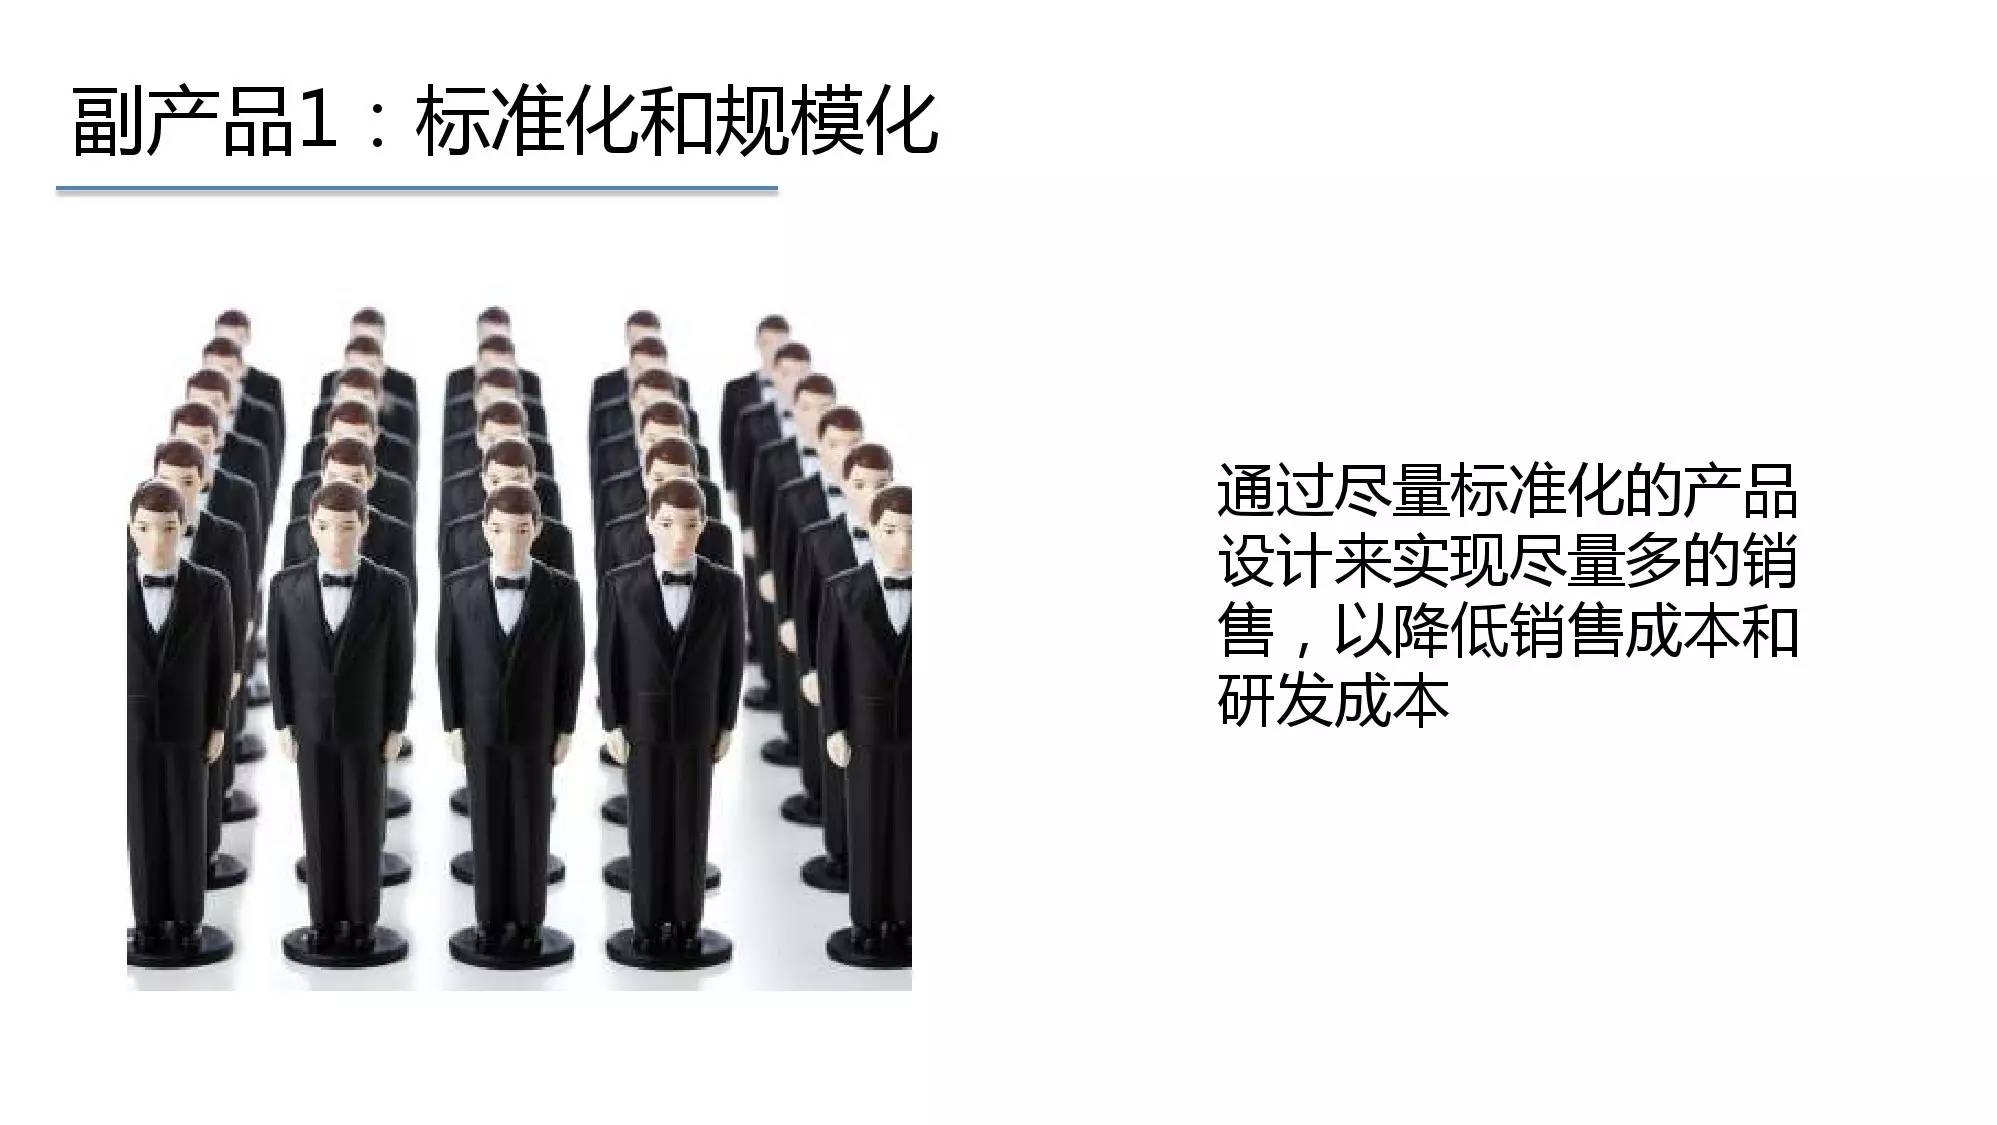 副产品1：标准化和规模化
通过尽量标准化的产品
设计来实现尽量多的销
售，以降低销售成本和
研发成本